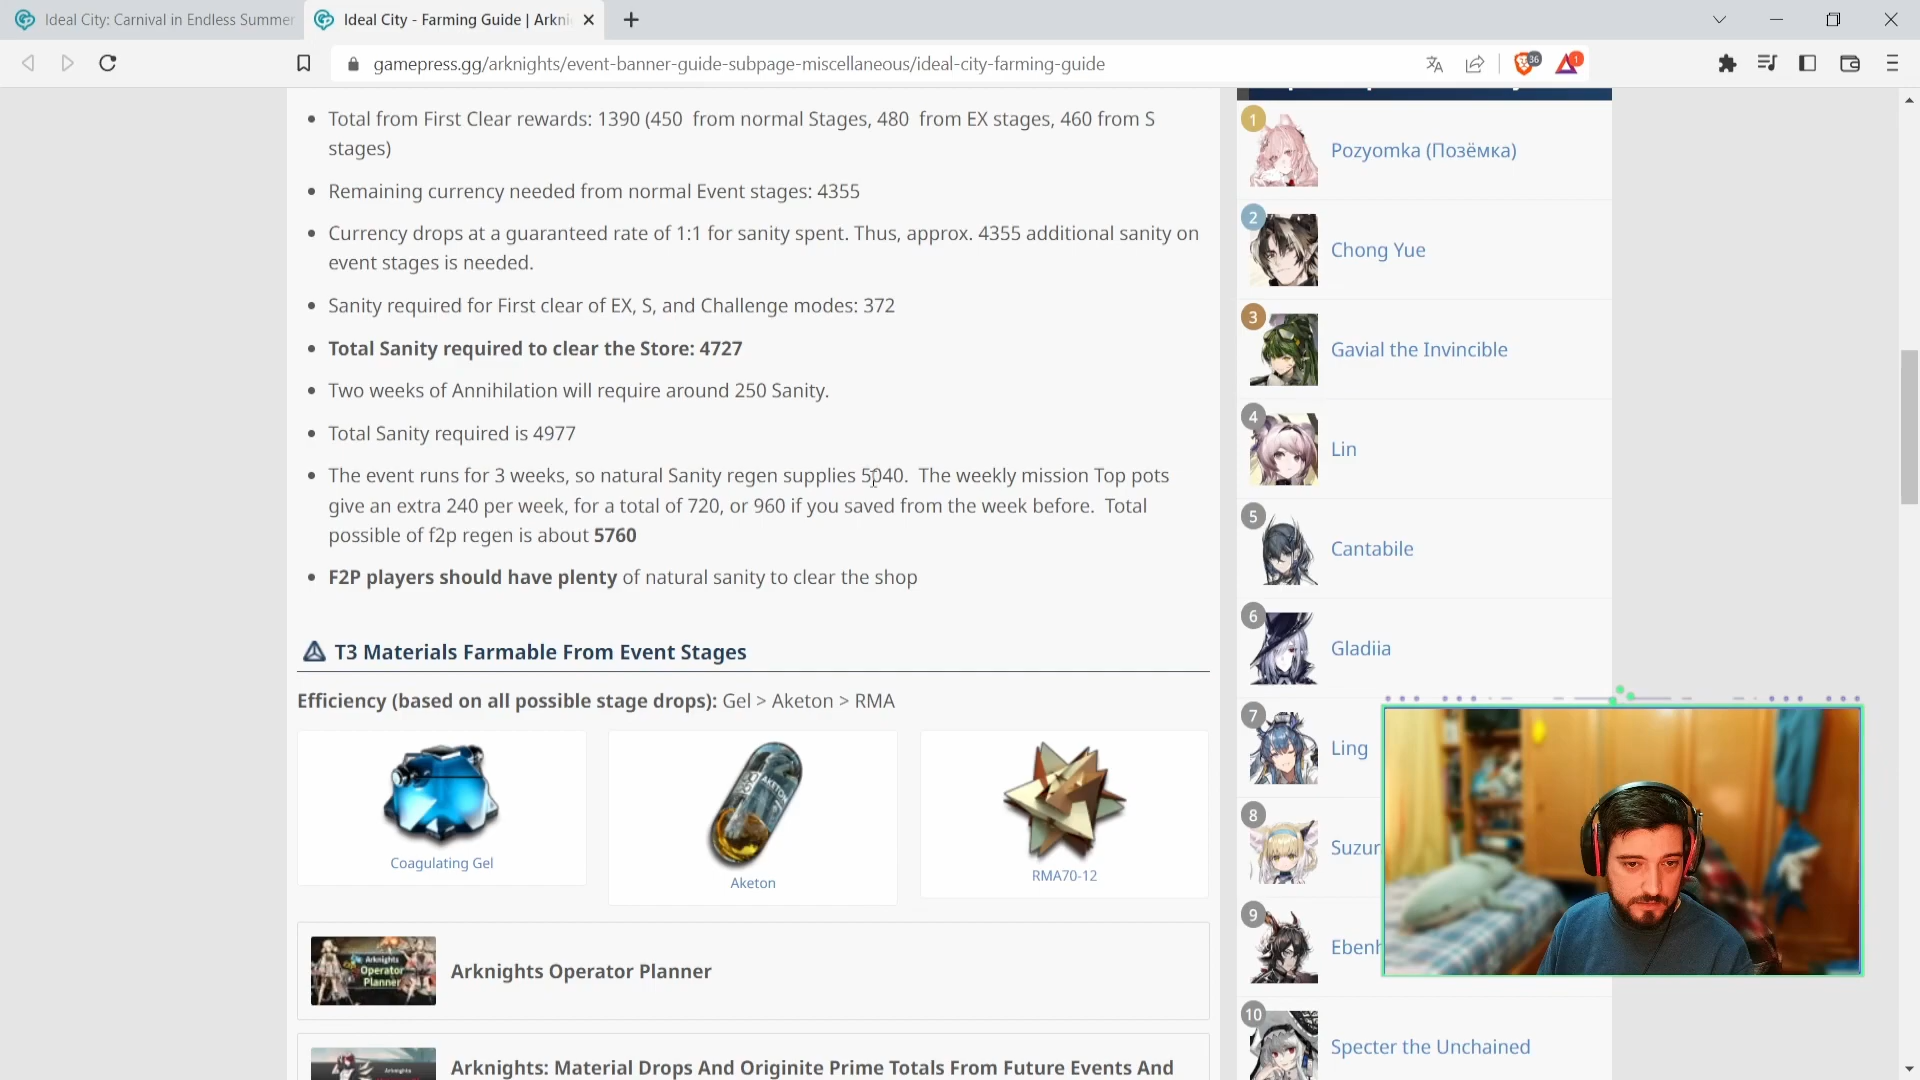 Ideal City: Carnival in Endless Summer
Ideal City - Farming Guide | Arkni
gamepress.gg/arknights/event-banner-guide-subpage-miscellaneous/ideal-city-farming-guide
36
1
Total from First Clear rewards: 1390 (450 from normal Stages, 480 from EX stages, 460 from S
stages)
Remaining currency needed from normal Event stages: 4355
Currency drops at a guaranteed rate of 1:1 for sanity spent. Thus, approx. 4355 additional sanity on
event stages is needed.
Sanity required for First clear of EX, S, and Challenge modes: 372
Total Sanity required to clear the Store: 4727
Two weeks of Annihilation will require around 250 Sanity.
Total Sanity required is 4977
The event runs for 3 weeks, so natural Sanity regen supplies 5040. The weekly mission Top pots
give an extra 240 per week, for a total of 720, or 960 if you saved from the week before. Total
possible of f2p regen is about 5760
F2P players should have plenty of natural sanity to clear the shop
T3 Materials Farmable From Event Stages
Efficiency (based on all possible stage drops): Gel > Aketon > RMA
AKETON
Coagulating Gel
Aketon
RMA70-12
Arknights
Operator
Planner
Arknights Operator Planner
Arknights
Arknights: Material Drops And Originite Prime Totals From Future Events And
1
Pozyomka (Позёмка)
2
Chong Yue
3
Gavial the Invincible
4
Lin
5
Cantabile
6
Gladiia
7
Ling
8
Suzur
9
Ebenh
10
Specter the Unchained